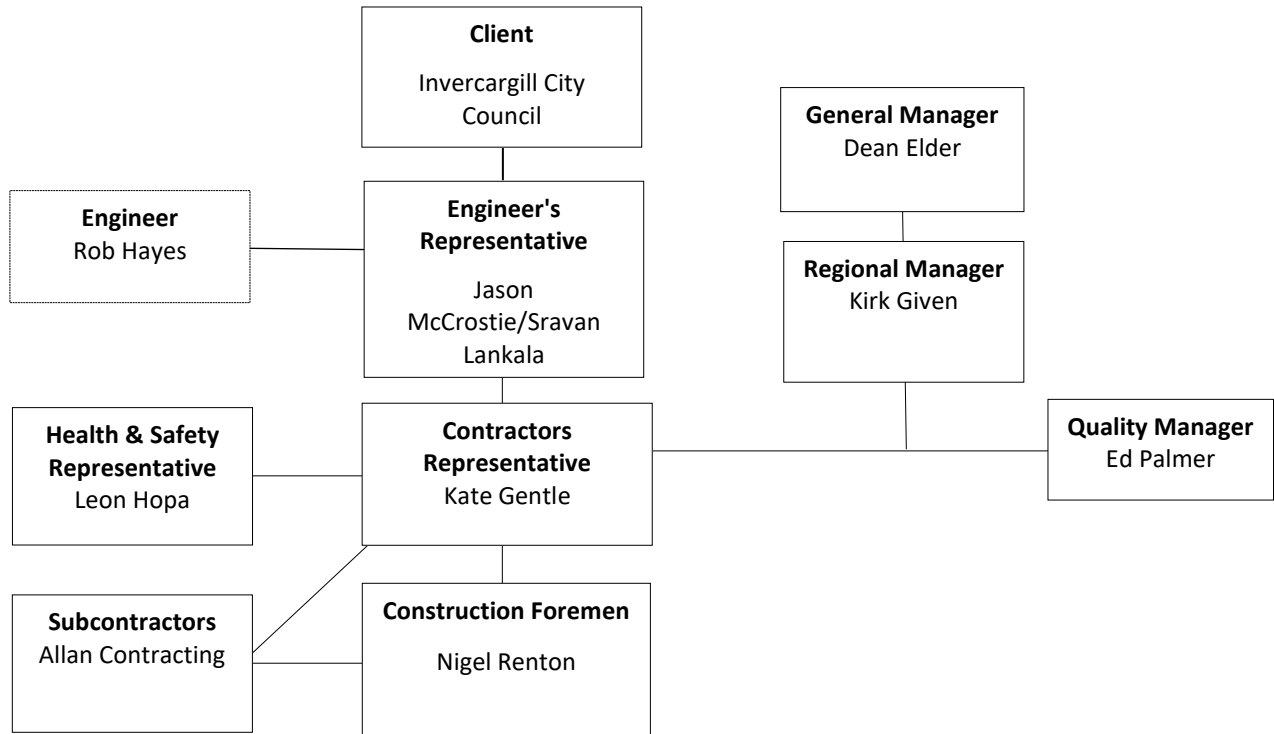 Client
Invercargill City
Council
General Manager
Dean Elder
Engineer
Rob Hayes
Engineer's
Representative
Jason
McCrostie/Sravan
Lankala
Regional Manager
Kirk Given
Health & Safety
Representative
Leon Hopa
Contractors
Representative
Kate Gentle
Quality Manager
Ed Palmer
Subcontractors
Allan Contracting
Construction Foremen
Nigel Renton